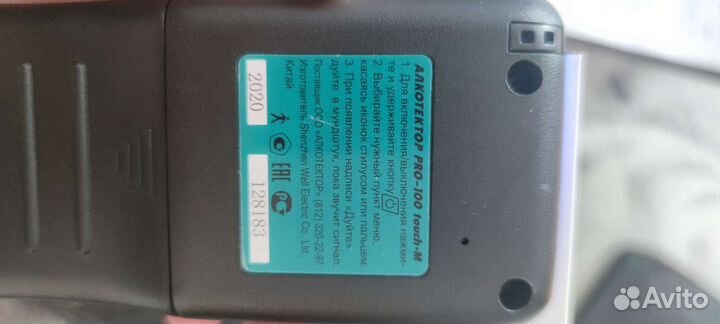 АЛКОТЕКТОР PRO-100 touch-M
1. Для включения/выключения нажми-
те и удерживайте кнопку
2. Выбирайте нужный пункт меню,
касаясь иконок стилусом или пальцем.
3. При появлении надписи «Дуйте»
дуйте в мундштук, пока звучит сигнал.
Поставщик ООО «АЛКОТЕКТОР» (812) 320-22-97
Изготовитель Shenzhen Well Electric Co., Ltd.,
Китай
2020
ЕАС
РСТ
128183
Avito